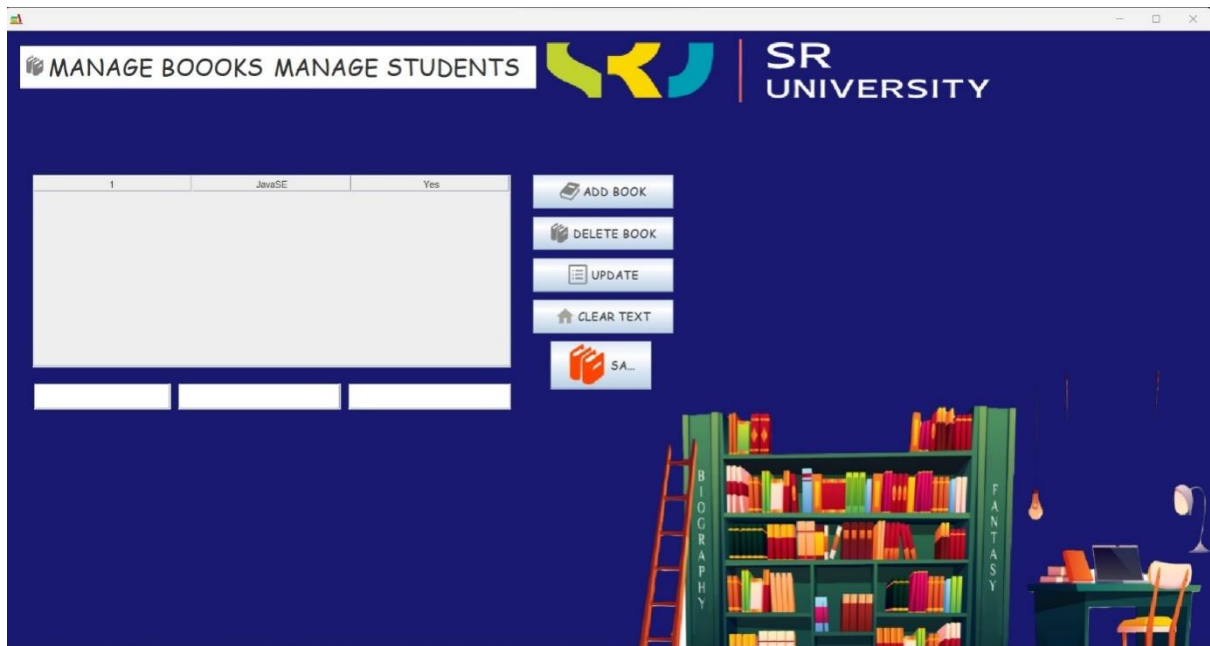 MANAGE BOOOKS MANAGE STUDENTS
SR
UNIVERSITY
1 JavaSE Yes
ADD BOOK
DELETE BOOK
UPDATE
CLEAR TEXT
SA...
BIOGRAPHY
FANTASY